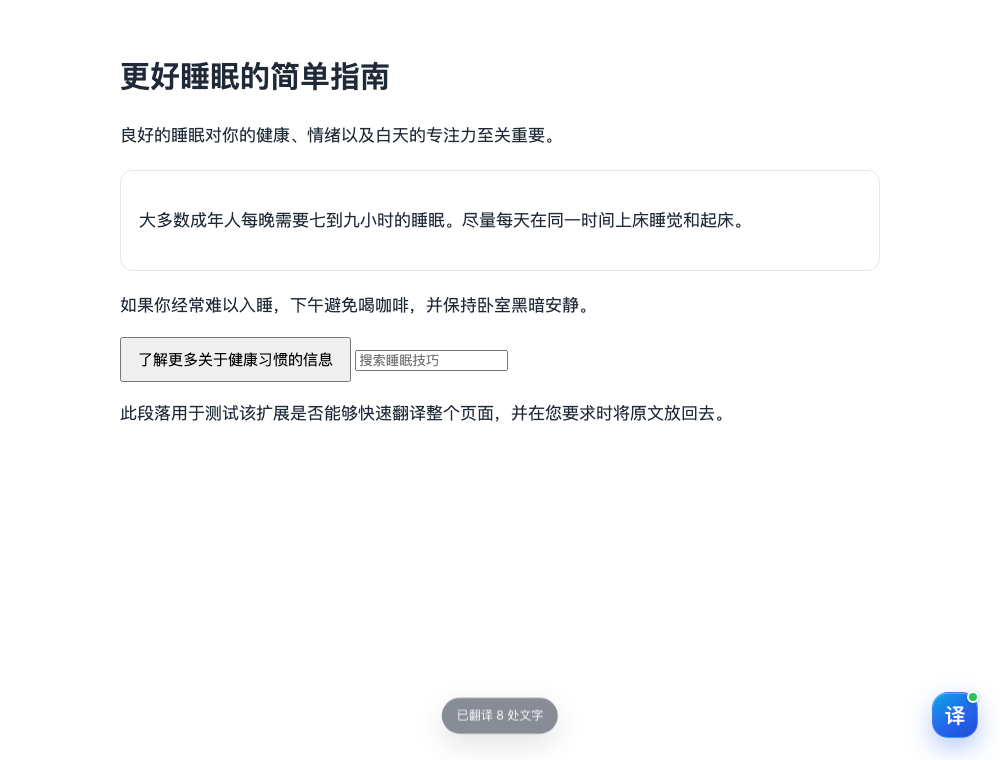 更好睡眠的简单指南
良好的睡眠对你的健康、情绪以及白天的专注力至关重要。
大多数成年人每晚需要七到九小时的睡眠。尽量每天在同一时间上床睡觉和起床。
如果你经常难以入睡，下午避免喝咖啡，并保持卧室黑暗安静。
了解更多关于健康习惯的信息
搜索睡眠技巧
此段落用于测试该扩展是否能够快速翻译整个页面，并在您要求时将原文放回去。
已翻译 8 处文字
译